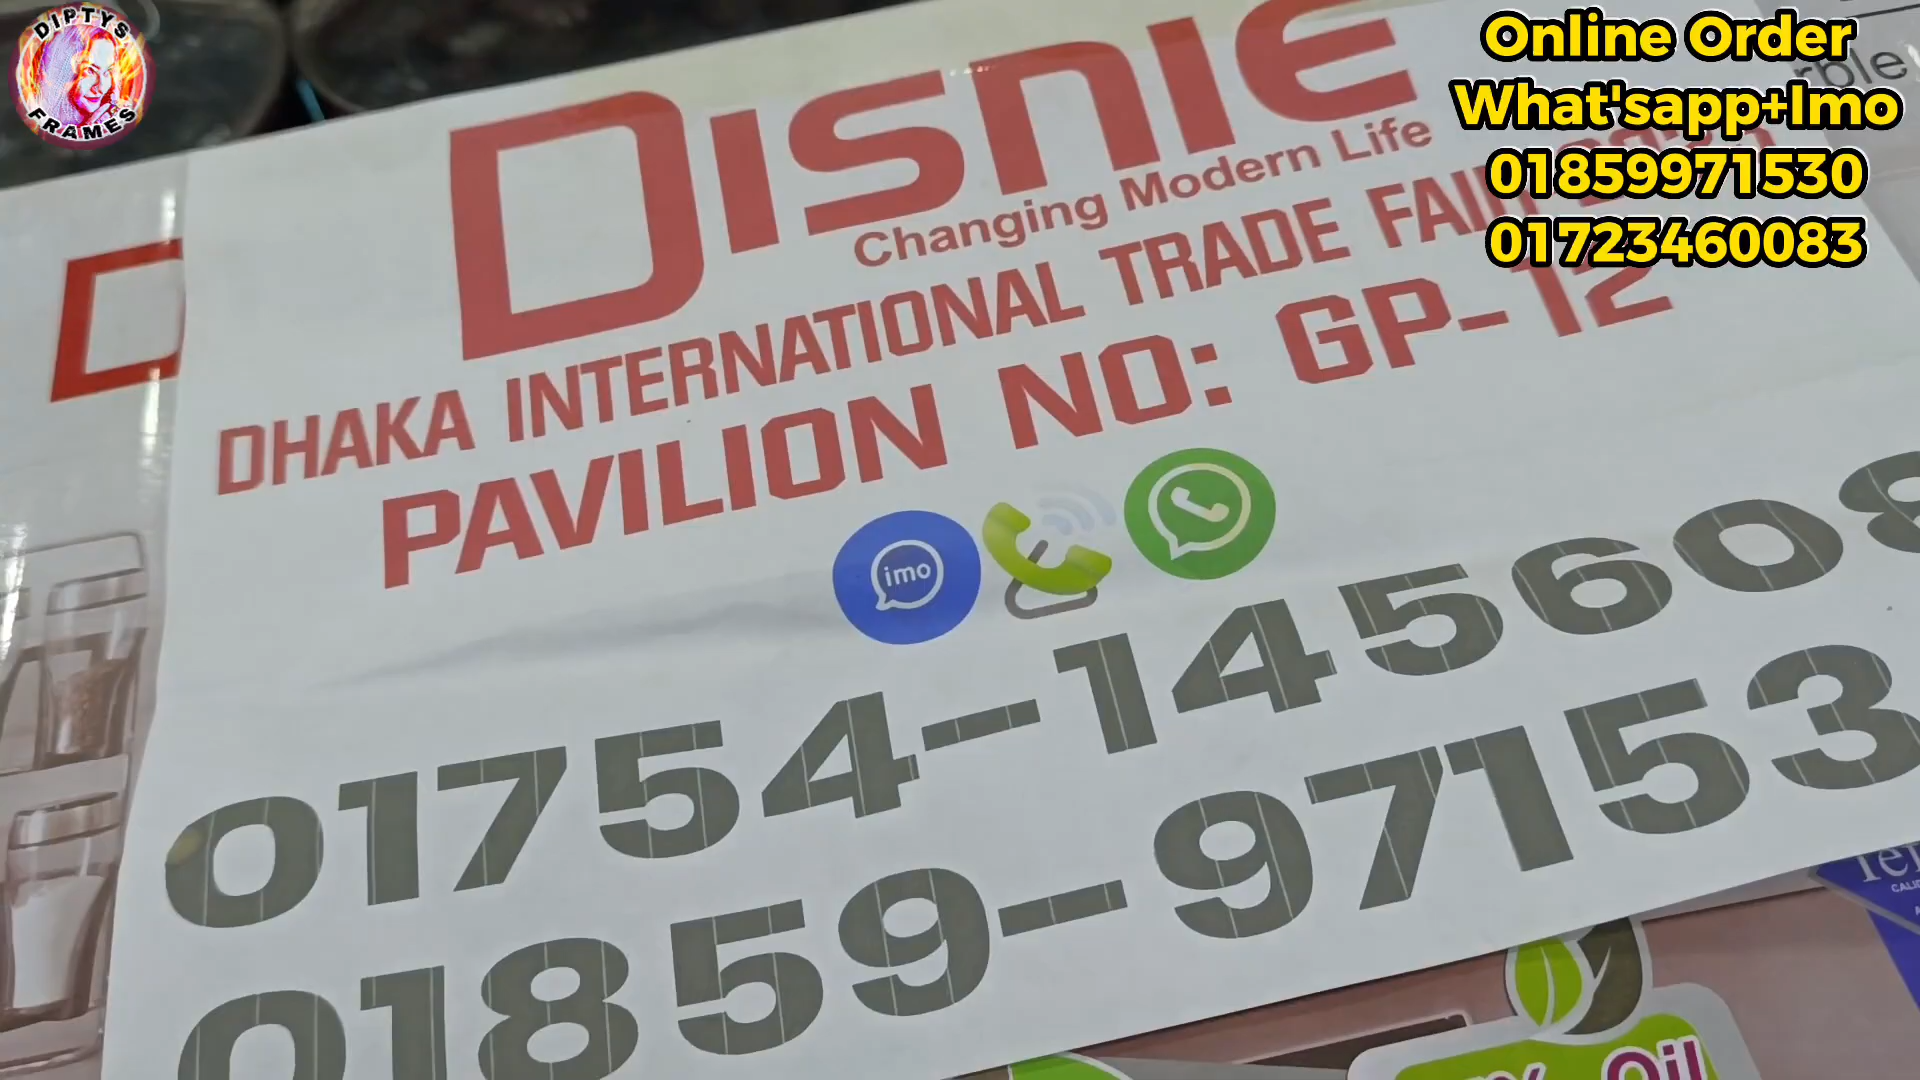 DIPTYS
FRAMES
Online Order
What'sapp+Imo
01859971530
01723460083
DISNIE
Changing Modern Life
DHAKA INTERNATIONAL TRADE FAIR
PAVILION NO: GP-12
imo
01754-145608
01859-97153
Oil